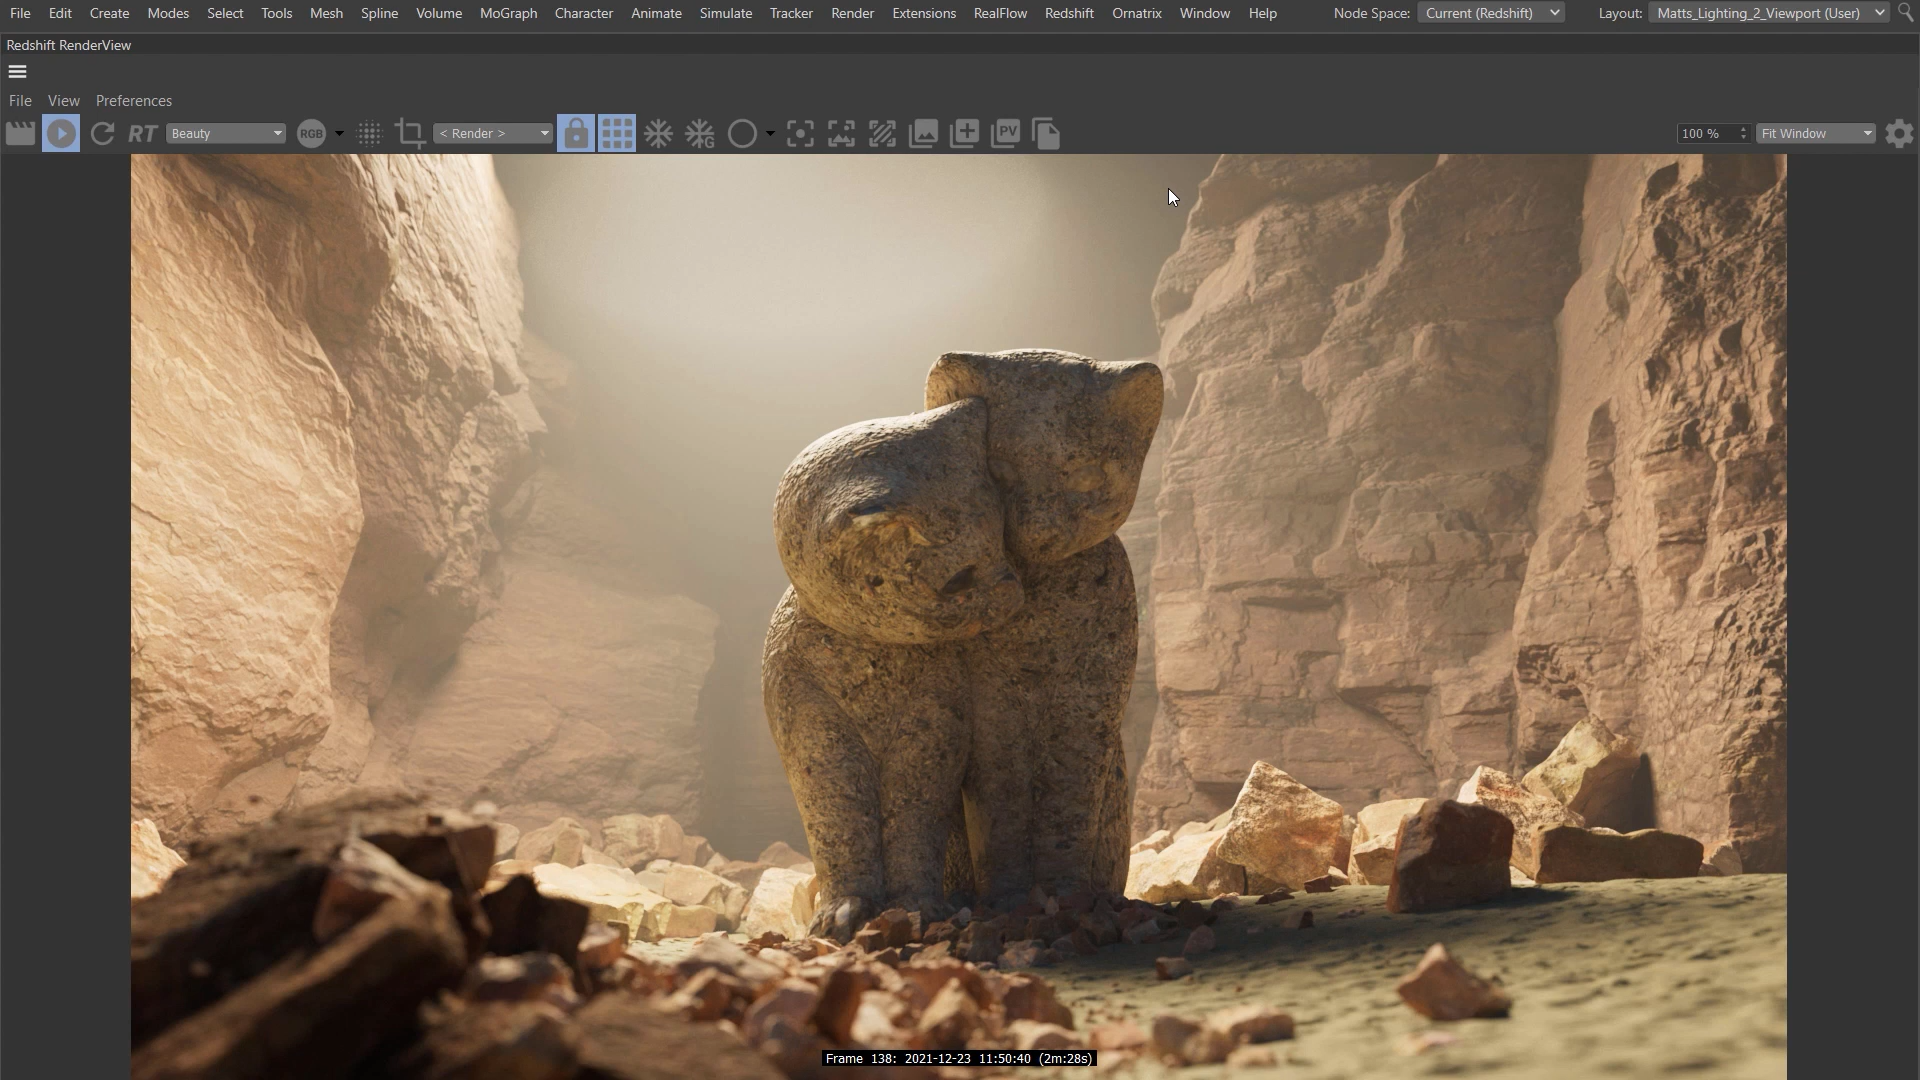 File Edit Create Modes Select Tools Mesh Spline Volume MoGraph Character Animate Simulate Tracker Render Extensions RealFlow Redshift Ornatrix Window Help Node Space: Current (Redshift) Layout: Matts_Lighting_2_Viewport (User)
Redshift RenderView
File View Preferences
RT Beauty RGB < Render > G PV 100 % Fit Window
Frame 138: 2021-12-23 11:50:40 (2m:28s)